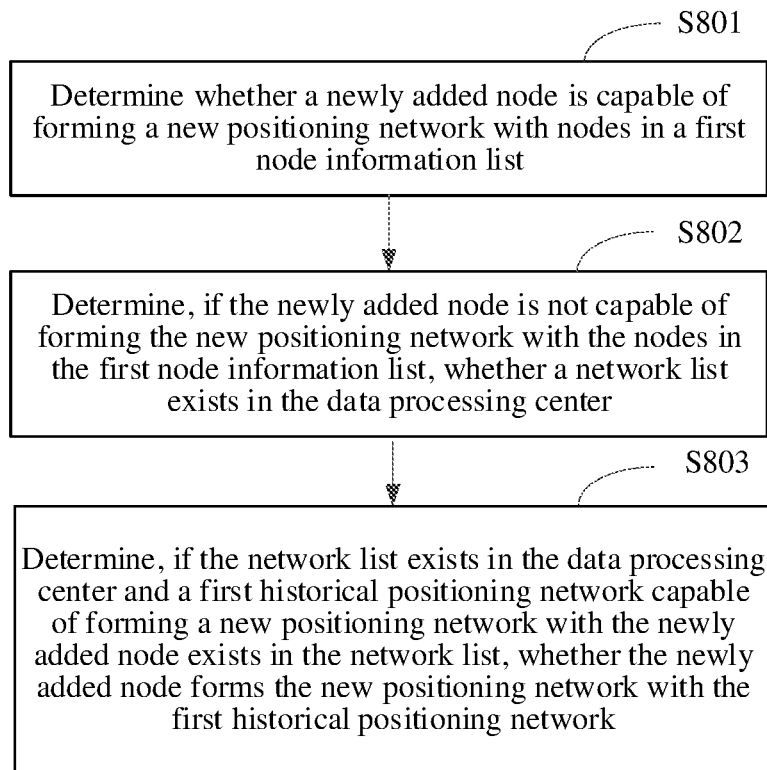 S801
Determine whether a newly added node is capable of
forming a new positioning network with nodes in a first
node information list
S802
Determine, if the newly added node is not capable of
forming the new positioning network with the nodes in
the first node information list, whether a network list
exists in the data processing center
S803
Determine, if the network list exists in the data processing
center and a first historical positioning network capable
of forming a new positioning network with the newly
added node exists in the network list, whether the newly
added node forms the new positioning network with the
first historical positioning network